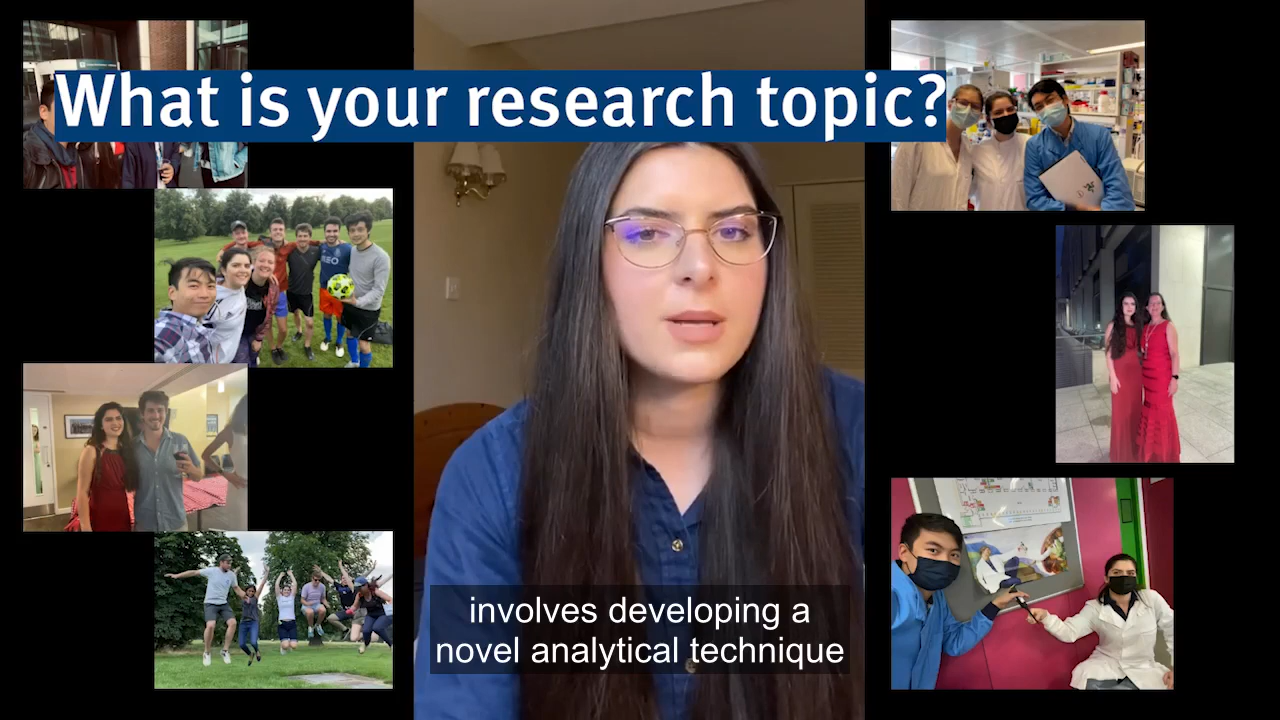 What is your research topic?
involves developing a
novel analytical technique